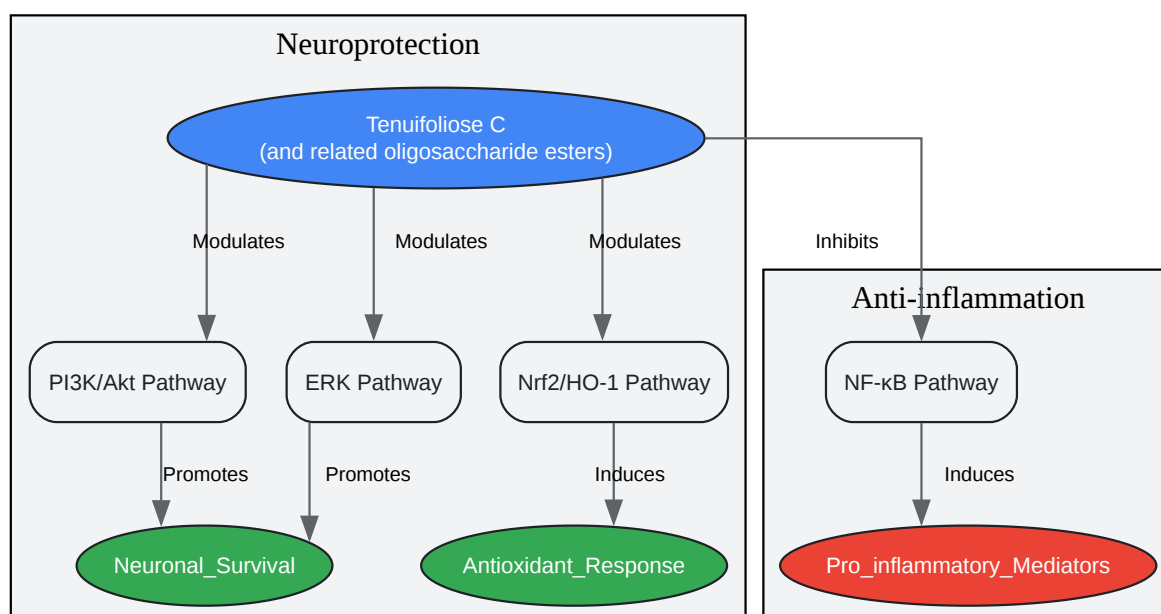 Neuroprotection
Tenuifoliose C
(and related oligosaccharide esters)
Modulates
Modulates
Modulates
Inhibits
Anti-inflammation
PI3K/Akt Pathway
ERK Pathway
Nrf2/HO-1 Pathway
NF-κB Pathway
Promotes
Promotes
Induces
Induces
Neuronal_Survival
Antioxidant_Response
Pro_inflammatory_Mediators